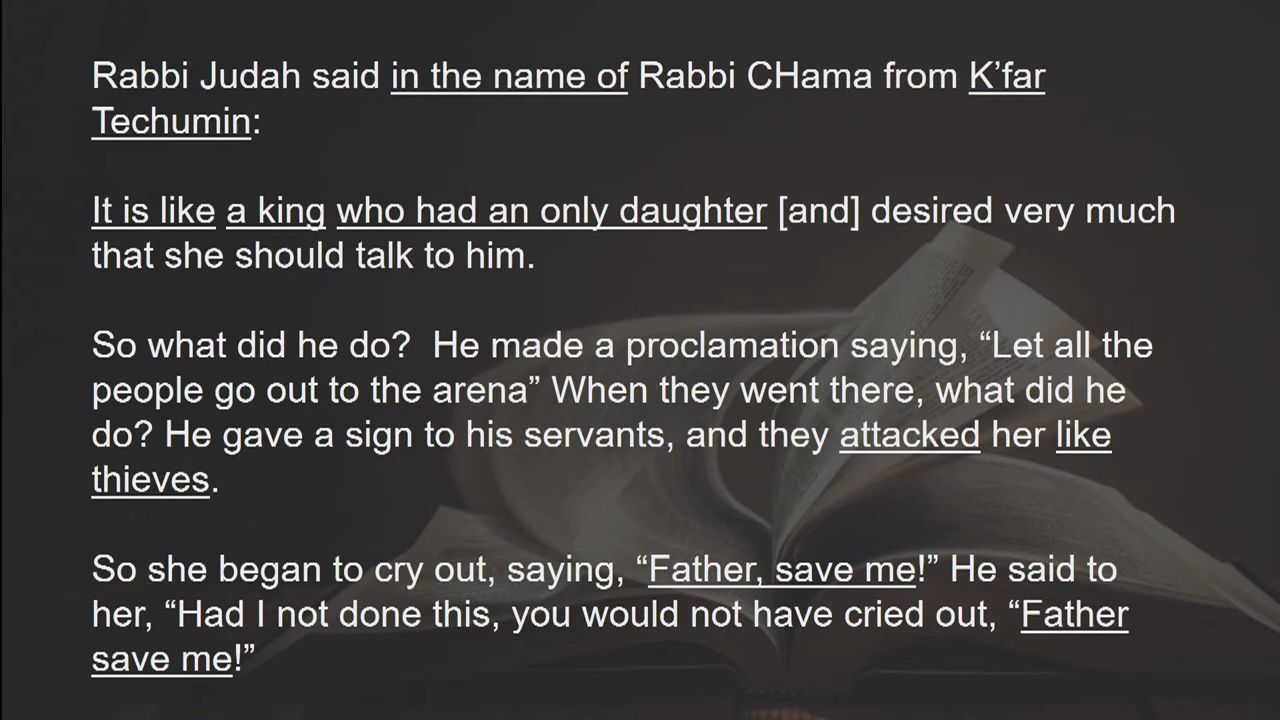 Rabbi Judah said in the name of Rabbi CHama from K’far
Techumin:
It is like a king who had an only daughter [and] desired very much
that she should talk to him.
So what did he do?  He made a proclamation saying, “Let all the
people go out to the arena” When they went there, what did he
do? He gave a sign to his servants, and they attacked her like
thieves.
So she began to cry out, saying, “Father, save me!” He said to
her, “Had I not done this, you would not have cried out, “Father
save me!”